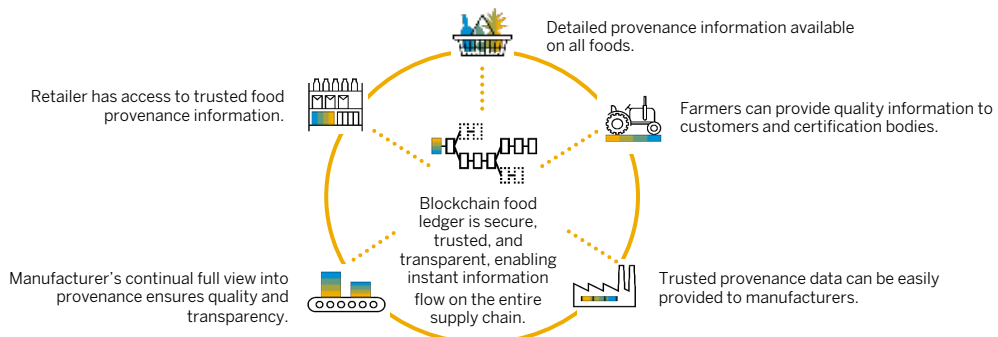 Detailed provenance information available
on all foods.
Retailer has access to trusted food
provenance information.
Farmers can provide quality information to
customers and certification bodies.
Blockchain food
ledger is secure,
trusted, and
transparent, enabling
instant information
flow on the entire
supply chain.
Manufacturer’s continual full view into
provenance ensures quality and
transparency.
Trusted provenance data can be easily
provided to manufacturers.